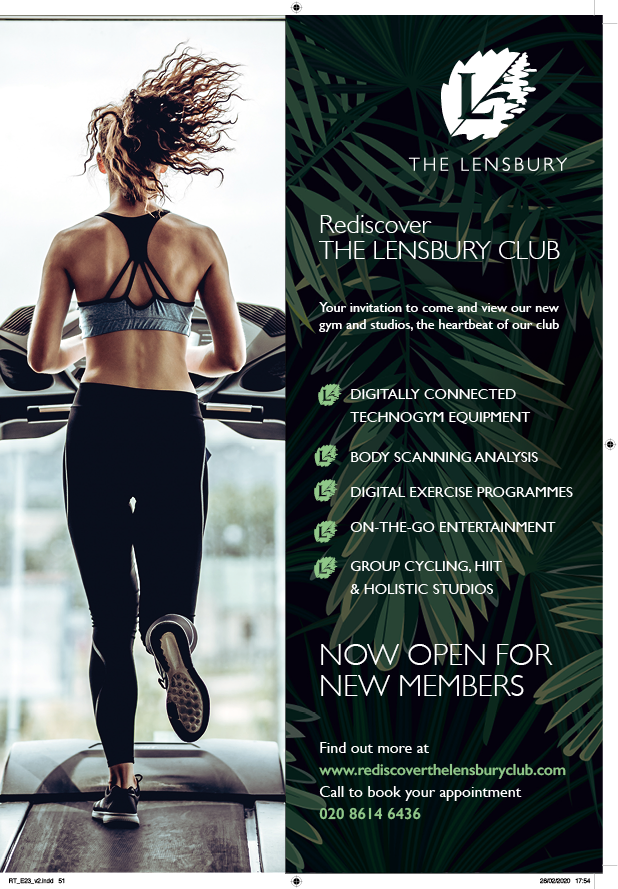 L
THE LENSBURY
Rediscover
THE LENSBURY CLUB
Your invitation to come and view our new
gym and studios, the heartbeat of our club
DIGITALLY CONNECTED
TECHNOGYM EQUIPMENT
BODY SCANNING ANALYSIS
DIGITAL EXERCISE PROGRAMMES
ON-THE-GO ENTERTAINMENT
GROUP CYCLING, HIIT
& HOLISTIC STUDIOS
NOW OPEN FOR
NEW MEMBERS
Find out more at
www.rediscoverthelensburyclub.com
Call to book your appointment
020 8614 6436
RT_E23_v2.indd 51
26/02/2020 17:54